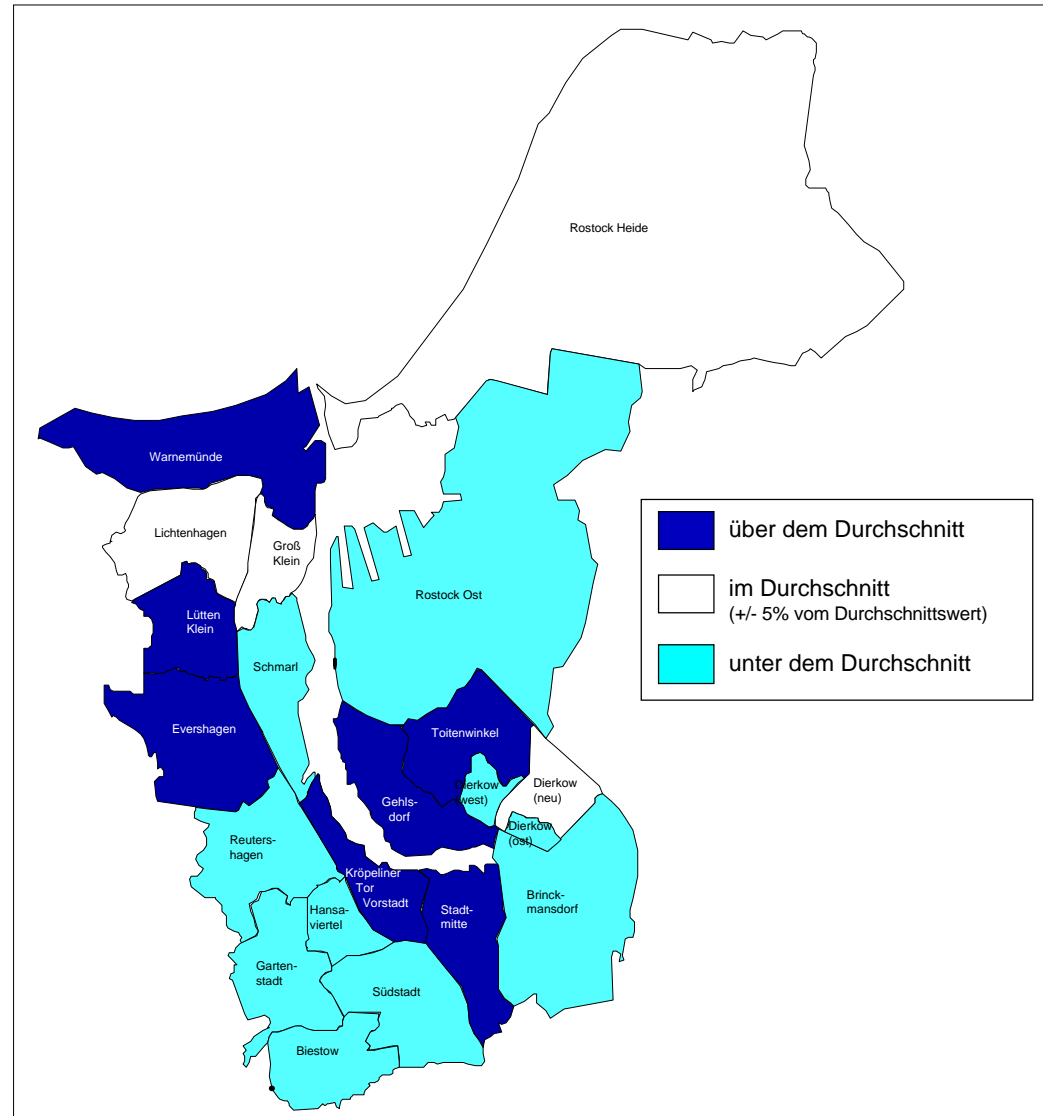 Rostock Heide
Warnemünde
Lichtenhagen
Groß
Klein
Rostock Ost
Lütten
Klein
Schmarl
Evershagen
Toitenwinkel
Dierkow
(west)
Dierkow
(neu)
Gehls-
dorf
Dierkow
(ost)
Reuters-
hagen
Kröpeliner
Tor
Vorstadt
Hansa-
viertel
Stadt-
mitte
Brinck-
mansdorf
Garten-
stadt
Südstadt
Biestow
über dem Durchschnitt
im Durchschnitt
(+/- 5% vom Durchschnittswert)
unter dem Durchschnitt